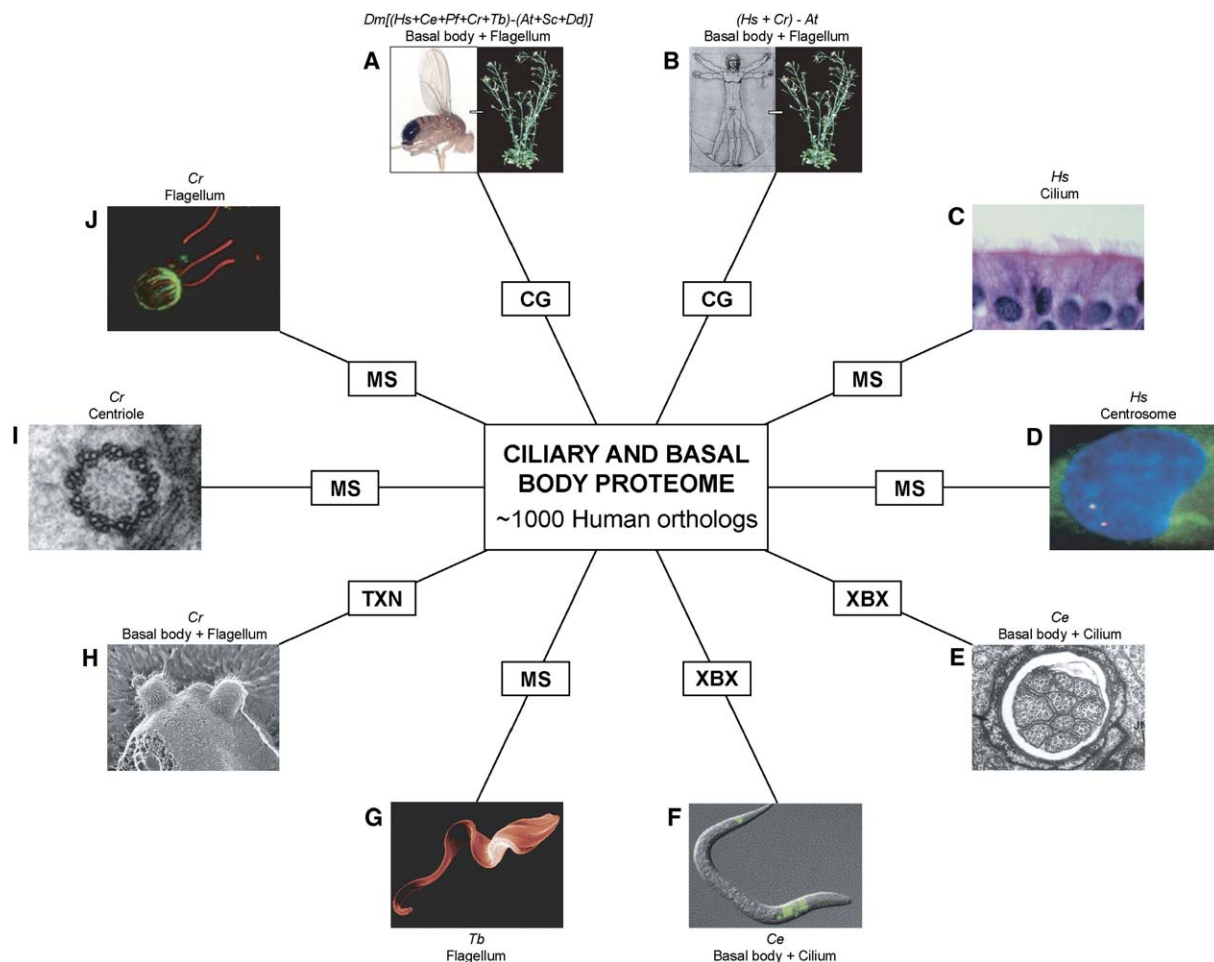 Dm[(Hs+Ce+Pf+Cr+Tb)-(At+Sc+Dd)]
Basal body + Flagellum
A
(Hs + Cr) - At
Basal body + Flagellum
B
Cr
Flagellum
J
Hs
Cilium
C
CG
CG
MS
MS
Cr
Centriole
I
Hs
Centrosome
D
CILIARY AND BASAL
BODY PROTEOME
~1000 Human orthologs
MS
MS
TXN
XBX
Cr
Basal body + Flagellum
H
Ce
Basal body + Cilium
E
MS
XBX
G
F
Tb
Flagellum
Ce
Basal body + Cilium